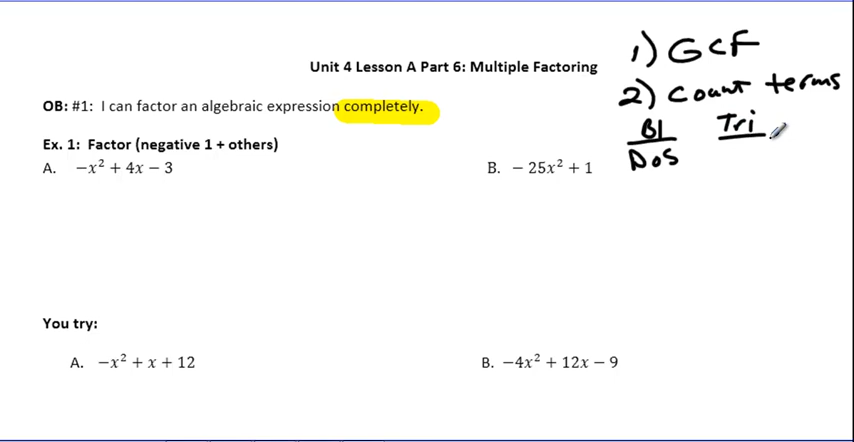 Unit 4 Lesson A Part 6: Multiple Factoring
1) GCF
2) Count terms
BI Tri
DoS
OB: #1: I can factor an algebraic expression completely.
Ex. 1: Factor (negative 1 + others)
A. −x² + 4x − 3
B. − 25x² + 1
You try:
A. −x² + x + 12
B. −4x² + 12x − 9